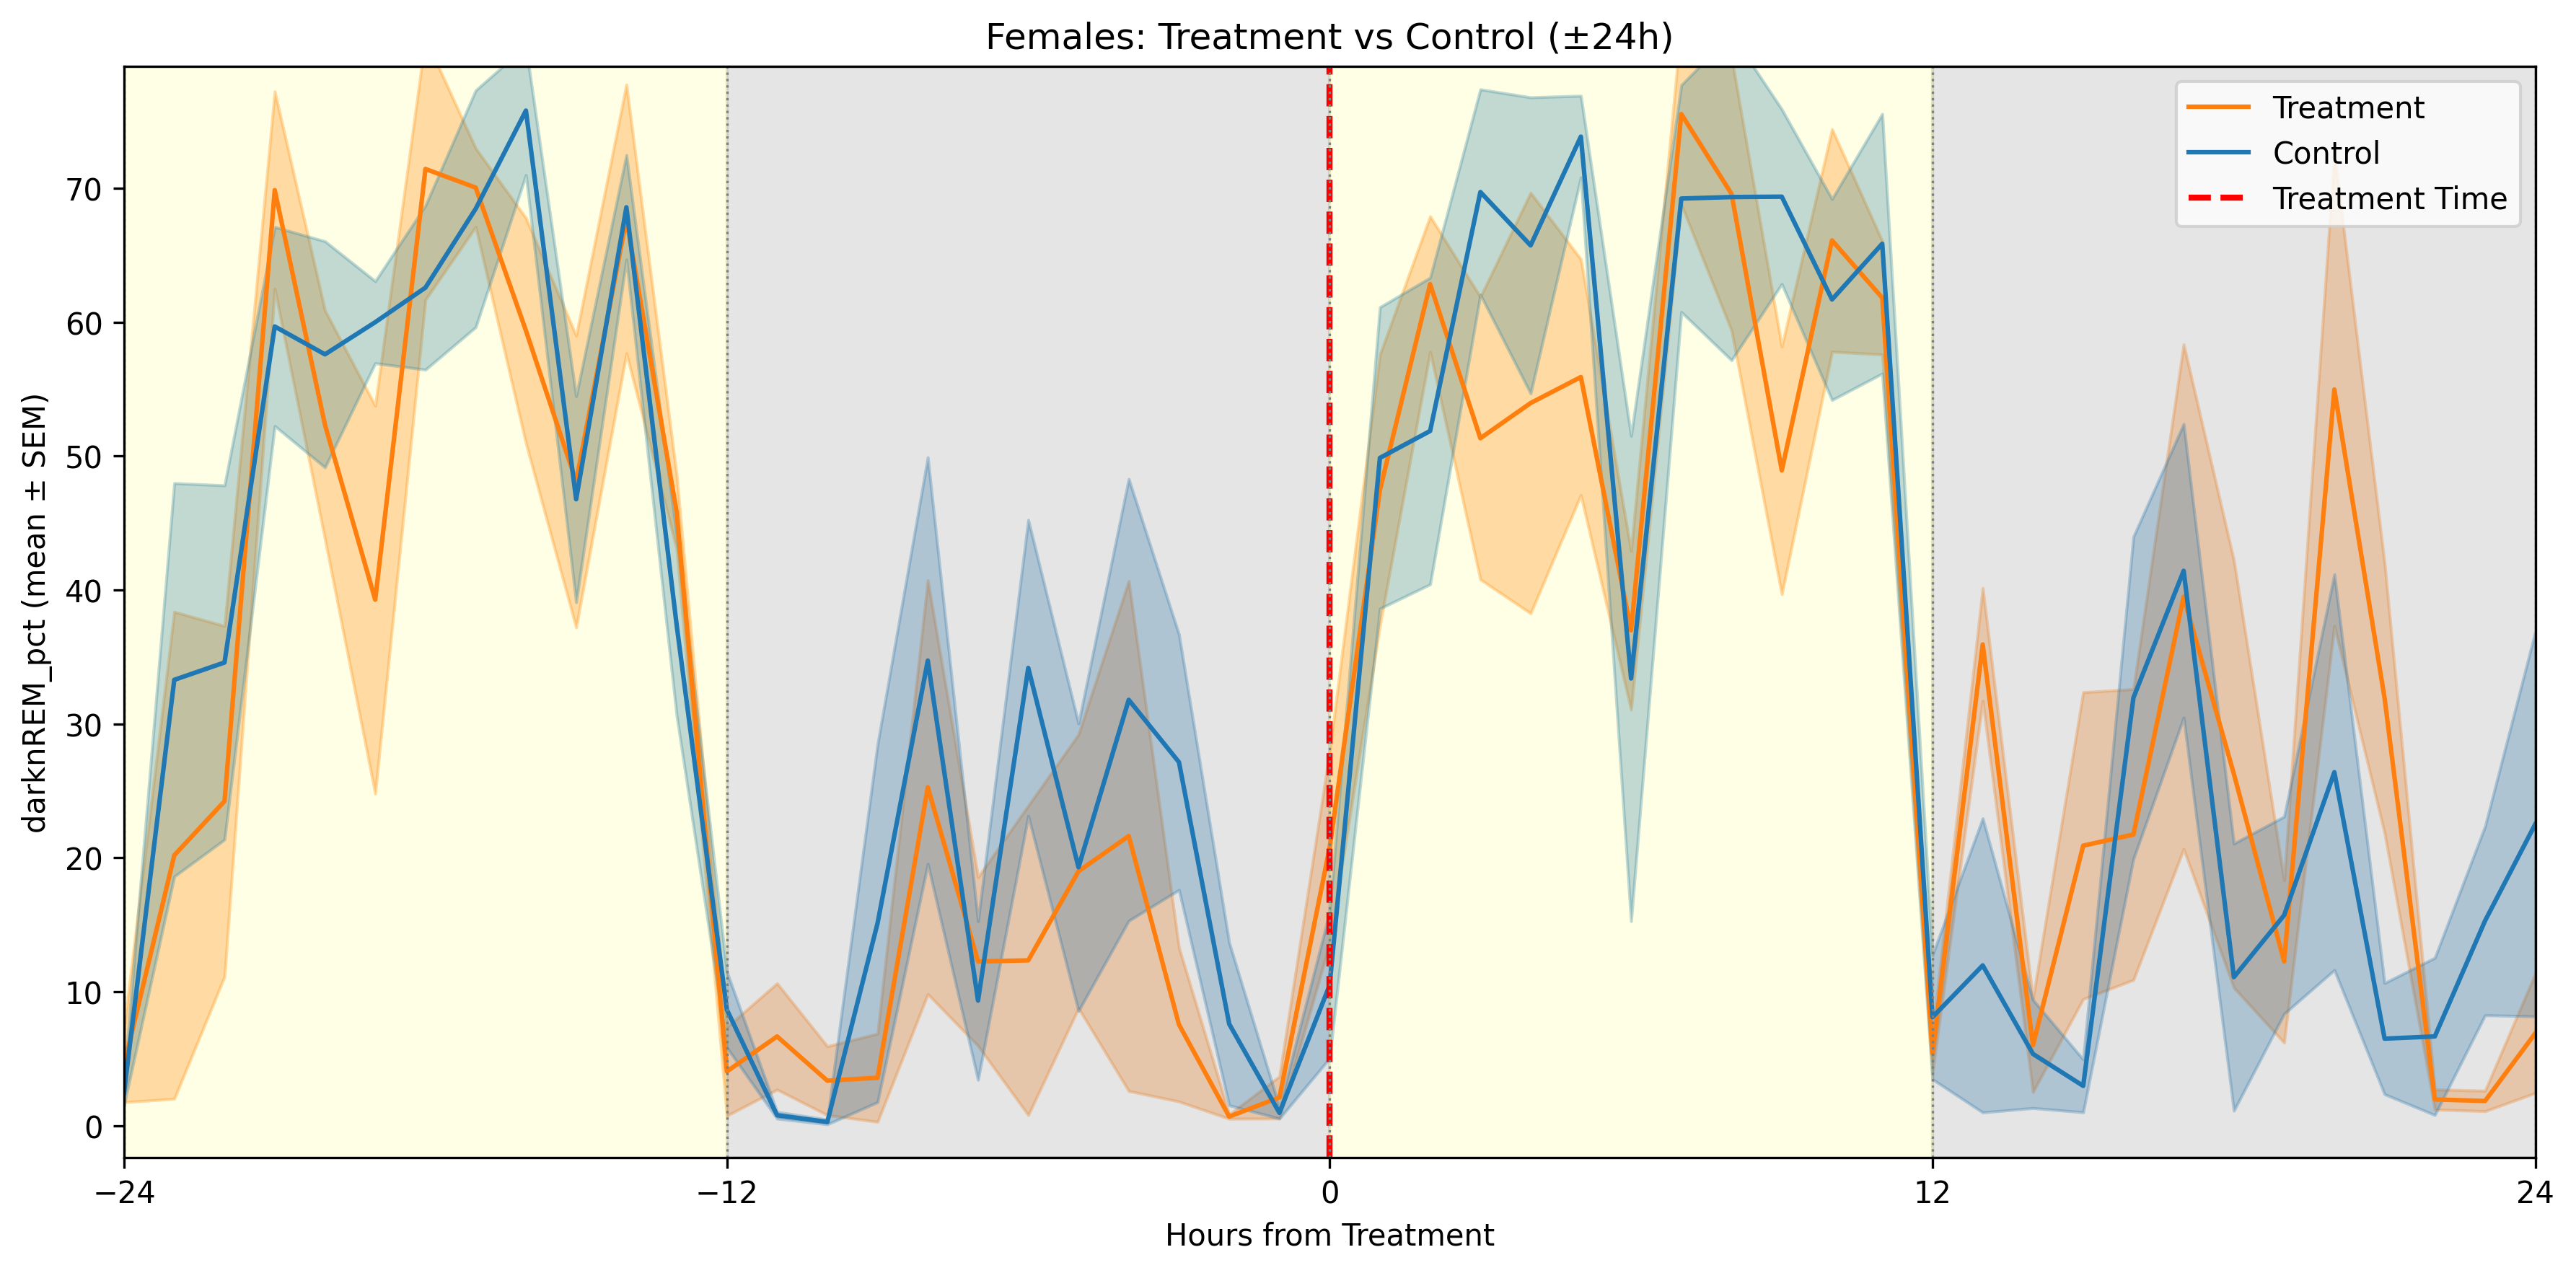 Females: Treatment vs Control (±24h)
Treatment
Control
Treatment Time
darknREM_pct (mean ± SEM)
70
60
50
40
30
20
10
0
−24
−12
0
12
24
Hours from Treatment